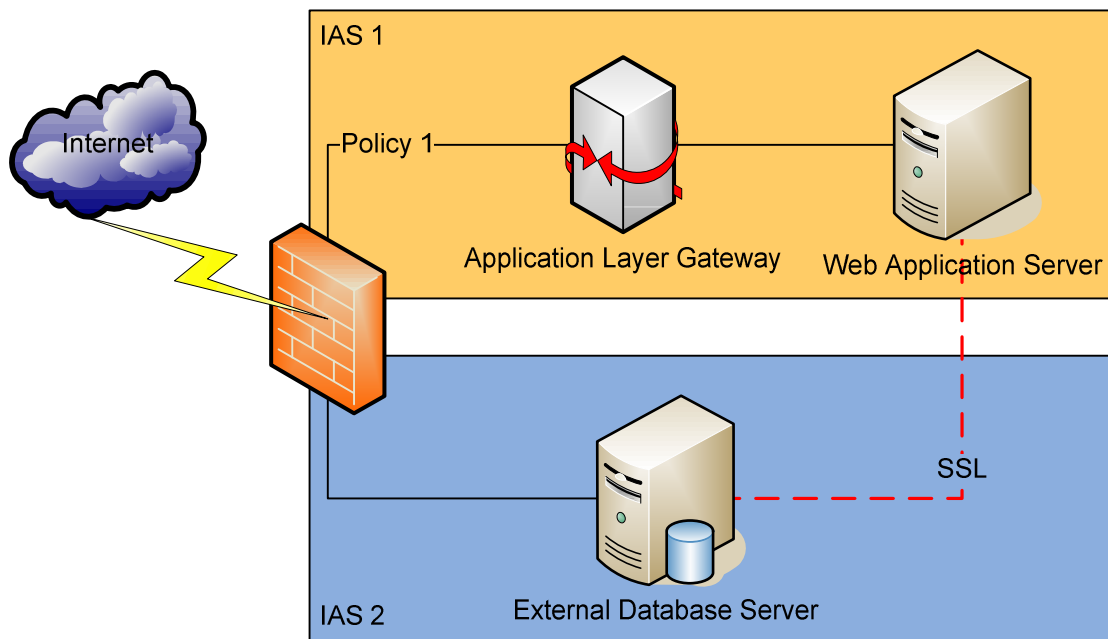 IAS 1
Internet
Policy 1
Application Layer Gateway
Web Application Server
SSL
External Database Server
IAS 2